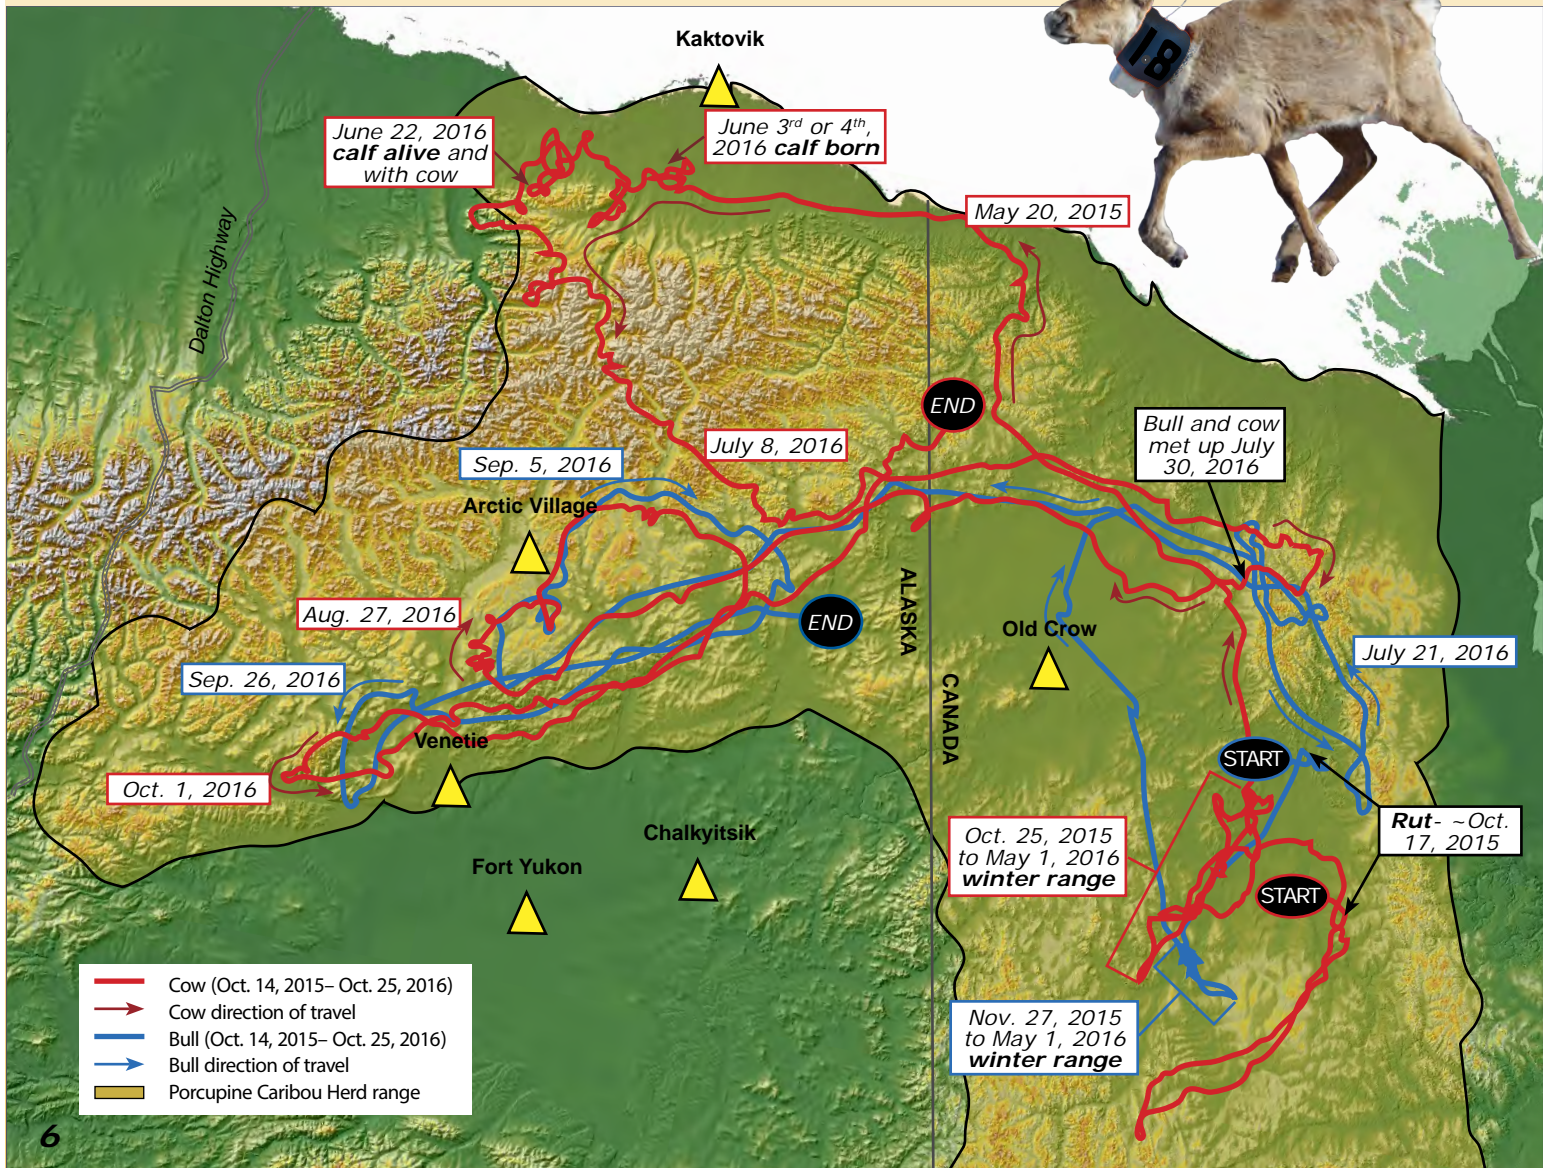 Kaktovik
18
June 22, 2016
calf alive and
with cow
June 3rd or 4th,
2016 calf born
May 20, 2015
Dalton Highway
END
Bull and cow
met up July
30, 2016
July 8, 2016
Sep. 5, 2016
Arctic Village
ALASKA
CANADA
Aug. 27, 2016
END
Old Crow
July 21, 2016
Sep. 26, 2016
Venetie
START
Oct. 1, 2016
Chalkyitsik
Oct. 25, 2015
to May 1, 2016
winter range
Rut- ~Oct.
17, 2015
Fort Yukon
START
Nov. 27, 2015
to May 1, 2016
winter range
Cow (Oct. 14, 2015– Oct. 25, 2016)
Cow direction of travel
Bull (Oct. 14, 2015– Oct. 25, 2016)
Bull direction of travel
Porcupine Caribou Herd range
6